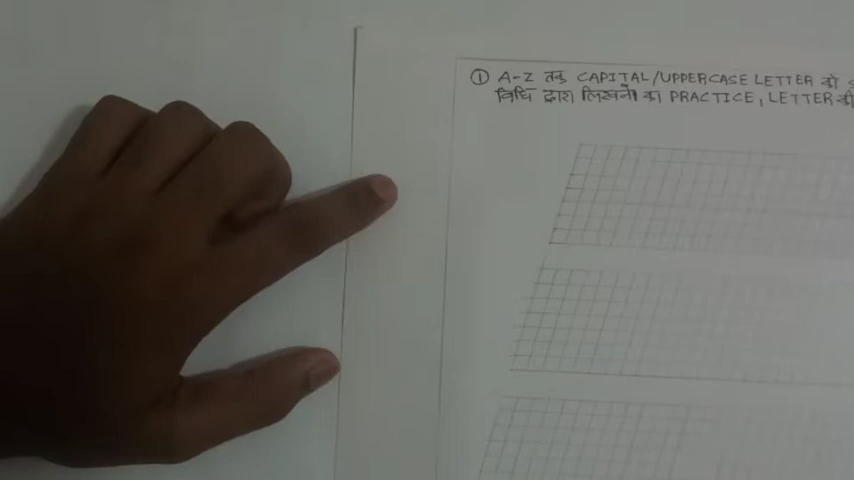 ① A-Z तक CAPITAL/UPPERCASE LETTER को
विधि द्वारा लिखने का PRACTICE, LETTER की